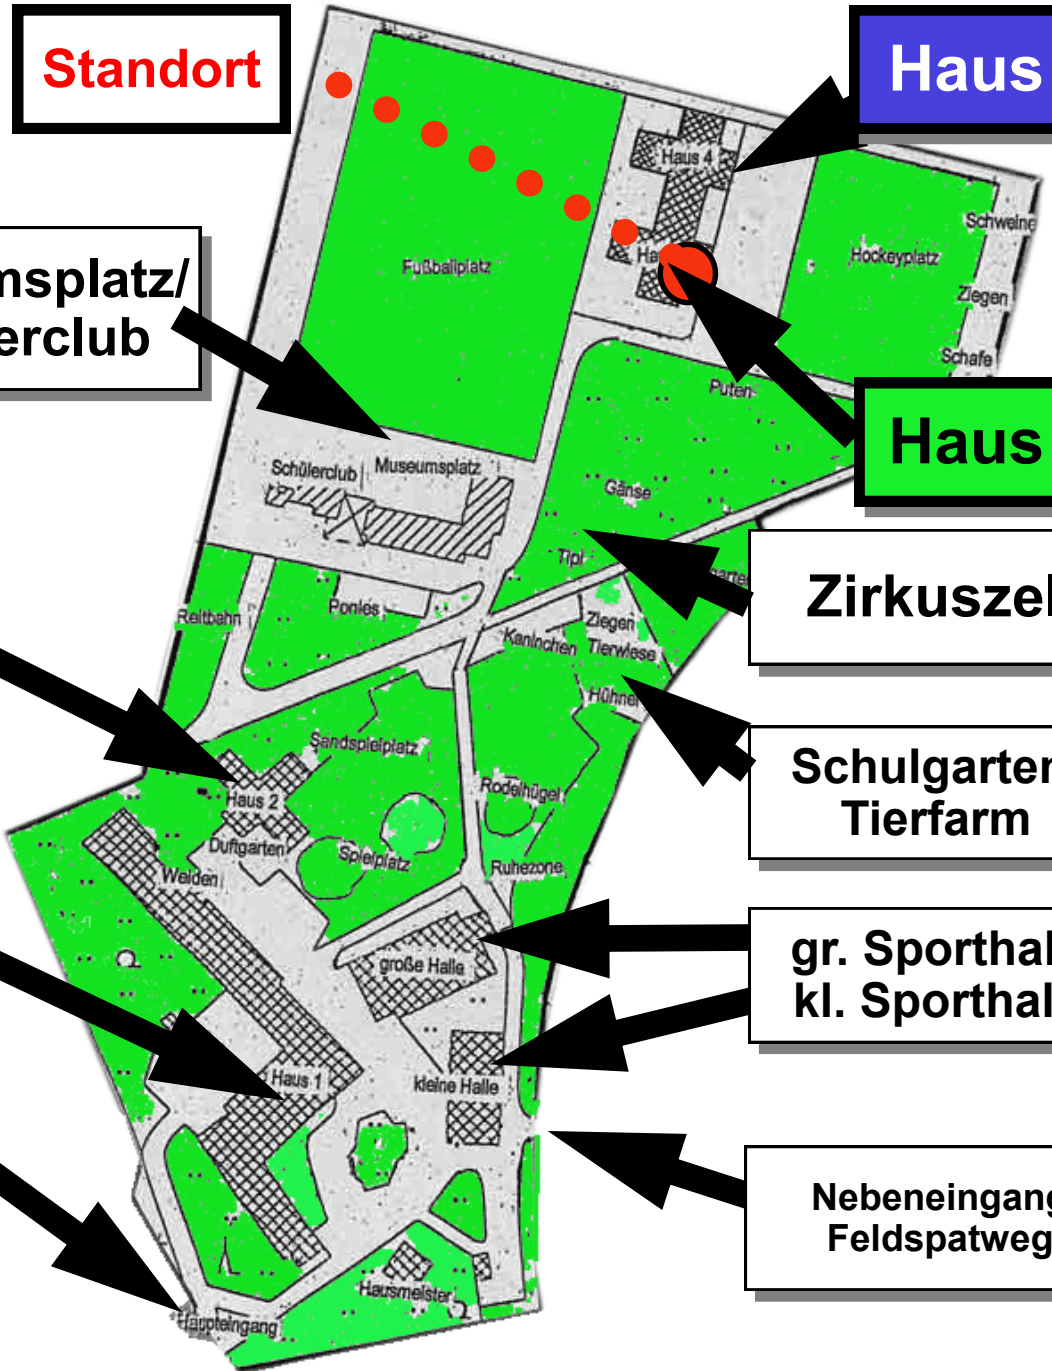 Standort
Haus
Haus 4
Schweine
Fußballplatz
Hockeyplatz
Ziegen
msplatz/
erclub
Schafe
Puten
Haus
Schülerclub
Museumsplatz
Gänse
Tipi
Zirkuszel
Reitbahn
Ponies
Ziegen
Kaninchen
Tierwiese
Hühner
Sandspielplatz
Schulgarten
Tierfarm
Haus 2
Rodelhügel
Duftgarten
Spielplatz
Ruhezone
Weiden
gr. Sporthal
kl. Sporthal
große Halle
Haus 1
kleine Halle
Nebeneingang
Feldspatweg
Hausmeister
Haupteingang